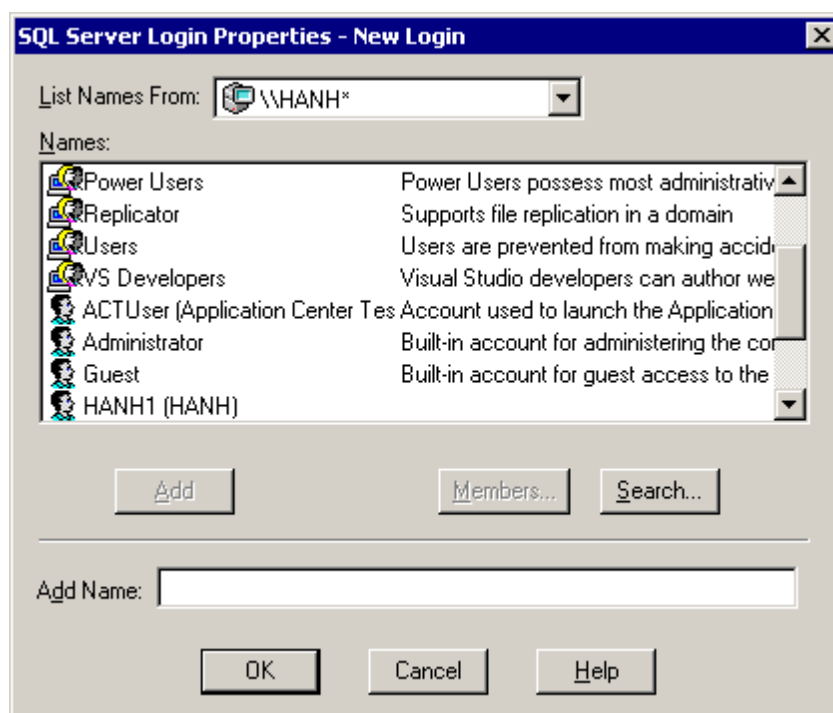 SQL Server Login Properties - New Login
List Names From: \\HANH*
Names:
Power Users Power Users possess most administrativ
Replicator Supports file replication in a domain
Users Users are prevented from making accid
VS Developers Visual Studio developers can author we
ACTUser (Application Center Tes Account used to launch the Application
Administrator Built-in account for administering the cor
Guest Built-in account for guest access to the
HANH1 (HANH)
Add Members... Search...
Add Name:
OK Cancel Help